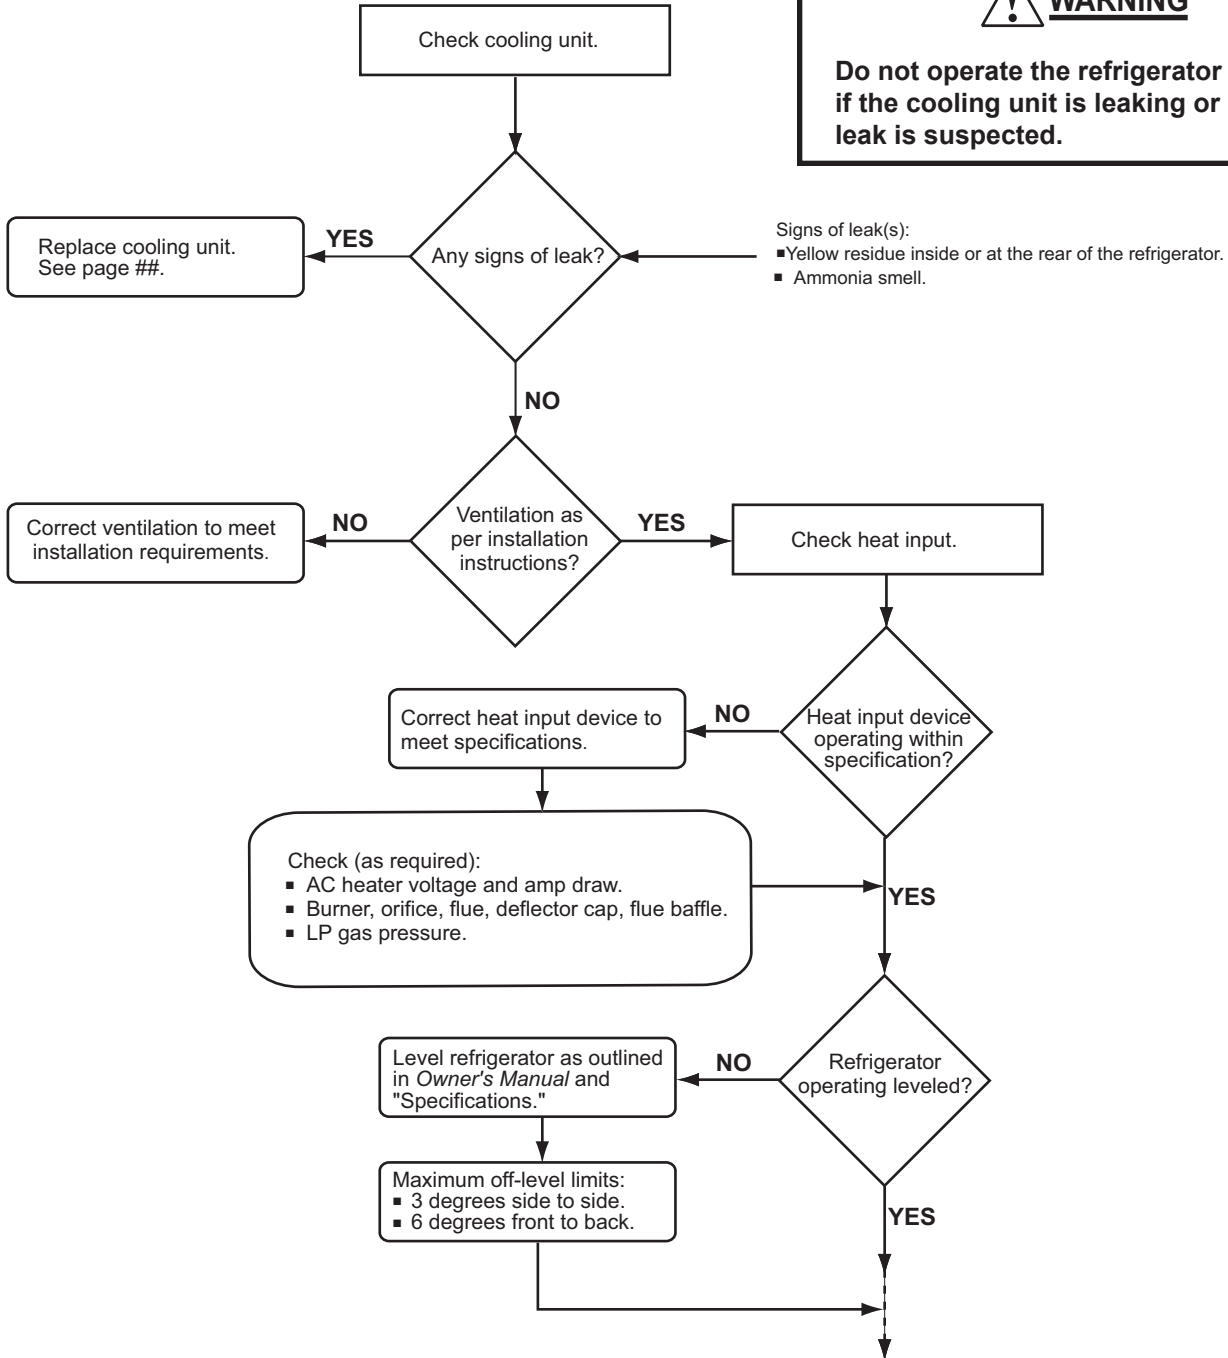 Check cooling unit.
WARNING
Do not operate the refrigerator
if the cooling unit is leaking or
leak is suspected.
Any signs of leak?
YES
Replace cooling unit.
See page ##.
Signs of leak(s):
▪Yellow residue inside or at the rear of the refrigerator.
▪ Ammonia smell.
NO
Ventilation as
per installation
instructions?
NO
Correct ventilation to meet
installation requirements.
YES
Check heat input.
Heat input device
operating within
specification?
NO
Correct heat input device to
meet specifications.
Check (as required):
▪ AC heater voltage and amp draw.
▪ Burner, orifice, flue, deflector cap, flue baffle.
▪ LP gas pressure.
YES
Refrigerator
operating leveled?
NO
Level refrigerator as outlined
in Owner's Manual and
"Specifications."
Maximum off-level limits:
▪ 3 degrees side to side.
▪ 6 degrees front to back.
YES